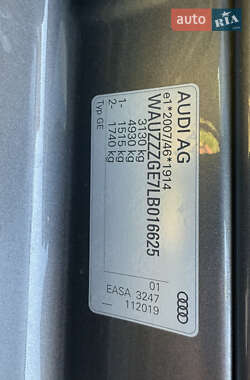 AUTO
RIA
.com
AUDI AG
e1*2007/46*1914
WAUZZZGE7LB016625
3130 kg
4930 kg
1- 1515 kg
2- 1740 kg
Typ GE
01
EASA 3247
112019